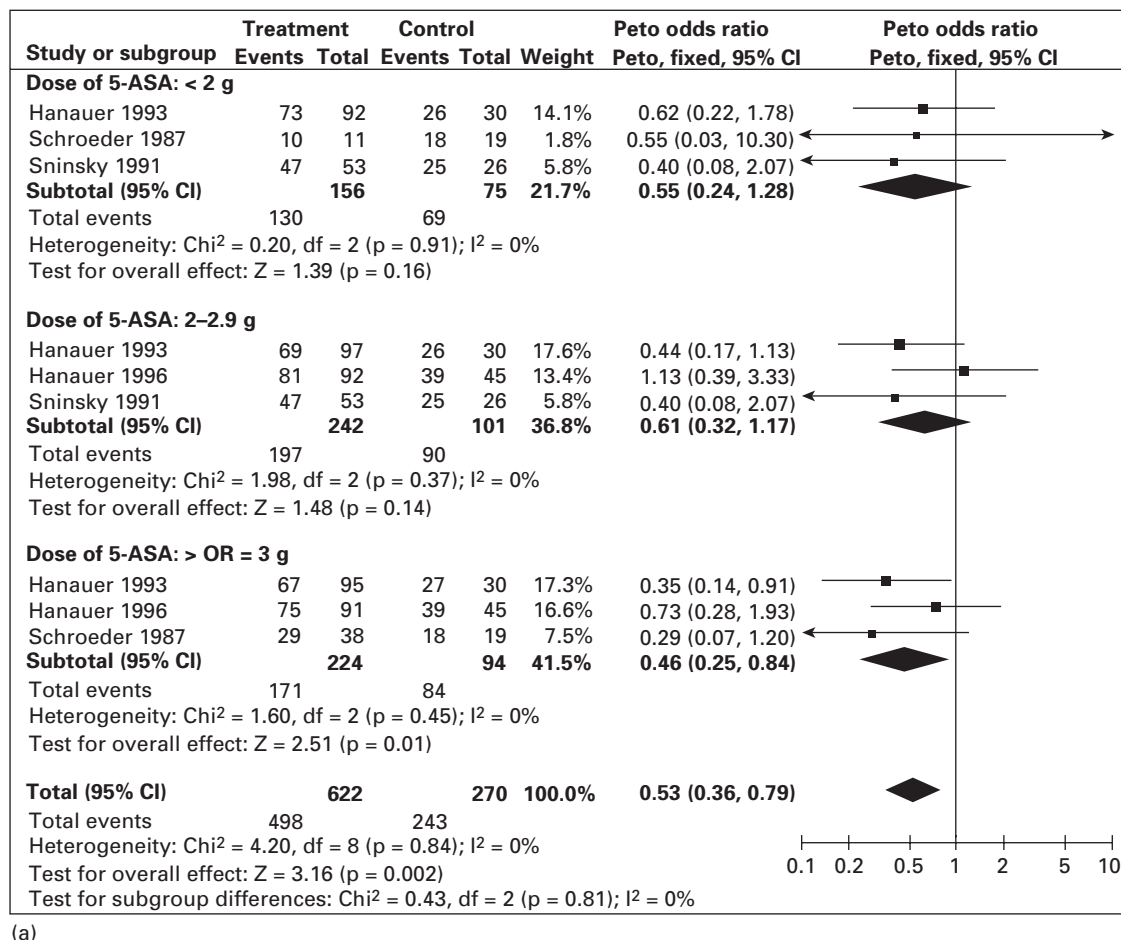 Treatment Control Peto odds ratio Peto odds ratio
Study or subgroup Events Total Events Total Weight Peto, fixed, 95% CI Peto, fixed, 95% CI
Dose of 5-ASA: < 2 g
Hanauer 1993 73 92 26 30 14.1% 0.62 (0.22, 1.78)
Schroeder 1987 10 11 18 19 1.8% 0.55 (0.03, 10.30)
Sninsky 1991 47 53 25 26 5.8% 0.40 (0.08, 2.07)
Subtotal (95% CI) 156 75 21.7% 0.55 (0.24, 1.28)
Total events 130 69
Heterogeneity: Chi² = 0.20, df = 2 (p = 0.91); I² = 0%
Test for overall effect: Z = 1.39 (p = 0.16)
Dose of 5-ASA: 2–2.9 g
Hanauer 1993 69 97 26 30 17.6% 0.44 (0.17, 1.13)
Hanauer 1996 81 92 39 45 13.4% 1.13 (0.39, 3.33)
Sninsky 1991 47 53 25 26 5.8% 0.40 (0.08, 2.07)
Subtotal (95% CI) 242 101 36.8% 0.61 (0.32, 1.17)
Total events 197 90
Heterogeneity: Chi² = 1.98, df = 2 (p = 0.37); I² = 0%
Test for overall effect: Z = 1.48 (p = 0.14)
Dose of 5-ASA: > OR = 3 g
Hanauer 1993 67 95 27 30 17.3% 0.35 (0.14, 0.91)
Hanauer 1996 75 91 39 45 16.6% 0.73 (0.28, 1.93)
Schroeder 1987 29 38 18 19 7.5% 0.29 (0.07, 1.20)
Subtotal (95% CI) 224 94 41.5% 0.46 (0.25, 0.84)
Total events 171 84
Heterogeneity: Chi² = 1.60, df = 2 (p = 0.45); I² = 0%
Test for overall effect: Z = 2.51 (p = 0.01)
Total (95% CI) 622 270 100.0% 0.53 (0.36, 0.79)
Total events 498 243
Heterogeneity: Chi² = 4.20, df = 8 (p = 0.84); I² = 0%
Test for overall effect: Z = 3.16 (p = 0.002)
Test for subgroup differences: Chi² = 0.43, df = 2 (p = 0.81); I² = 0%
0.1 0.2 0.5 1 2 5 10
(a)